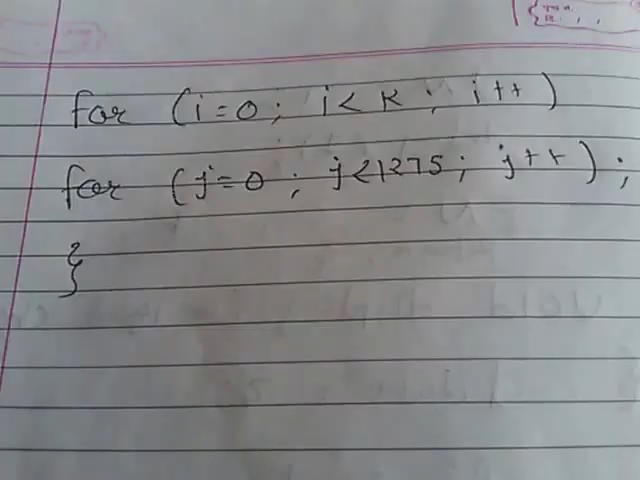 for (i=0; i<k; i++)
for (j=0; j<1275; j++);
}